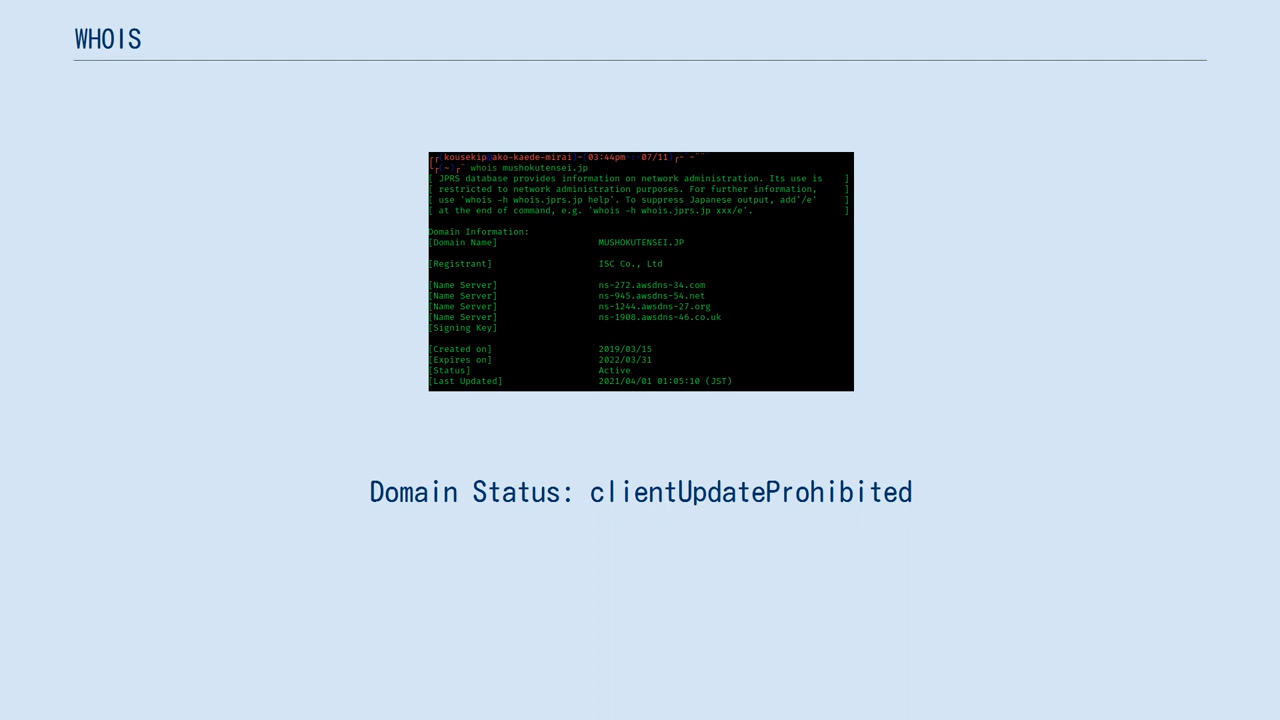 WHOIS
kousekip@ako-kaede-mirai)-(03:44pm-:-07/11)
(~) whois mushokutensei.jp
[ JPRS database provides information on network administration. Its use is ]
[ restricted to network administration purposes. For further information, ]
[ use 'whois -h whois.jprs.jp help'. To suppress Japanese output, add'/e' ]
[ at the end of command, e.g. 'whois -h whois.jprs.jp xxx/e'. ]
Domain Information:
[Domain Name] MUSHOKUTENSEI.JP
[Registrant] ISC Co., Ltd
[Name Server] ns-272.awsdns-34.com
[Name Server] ns-945.awsdns-54.net
[Name Server] ns-1244.awsdns-27.org
[Name Server] ns-1908.awsdns-46.co.uk
[Signing Key]
[Created on] 2019/03/15
[Expires on] 2022/03/31
[Status] Active
[Last Updated] 2021/04/01 01:05:10 (JST)
Domain Status: clientUpdateProhibited